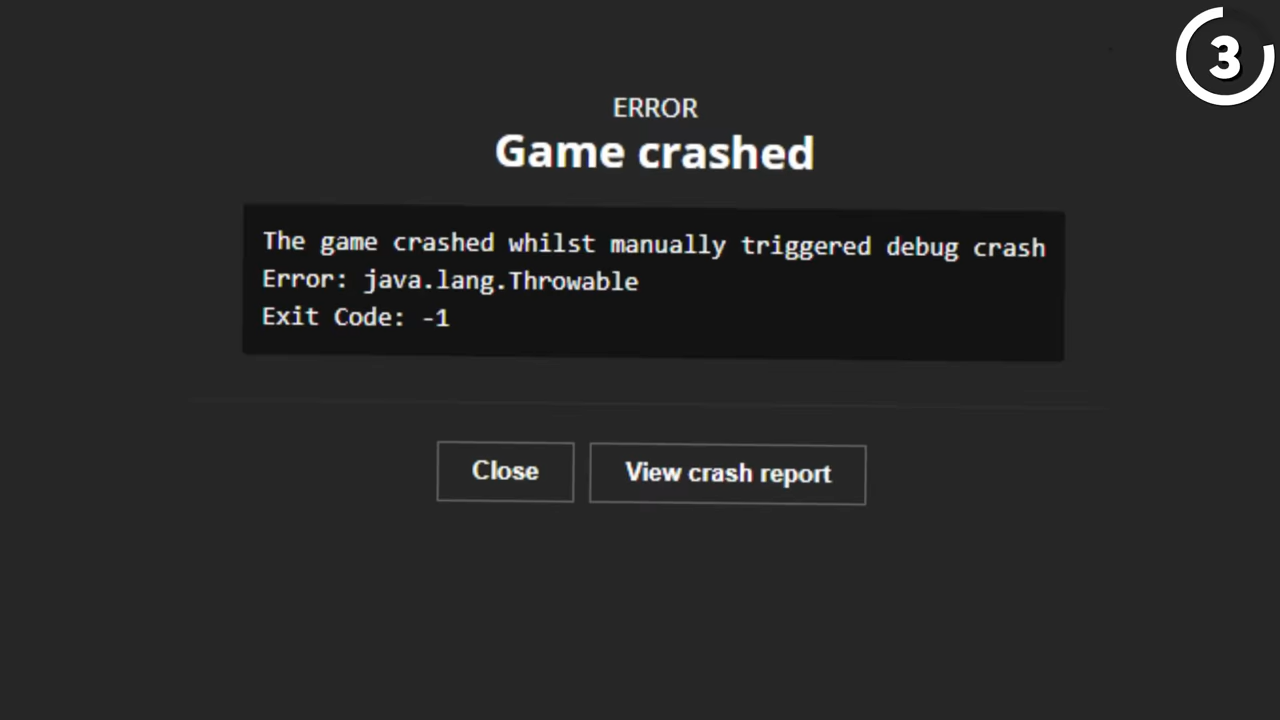 3
ERROR
Game crashed
The game crashed whilst manually triggered debug crash
Error: java.lang.Throwable
Exit Code: -1
Close
View crash report